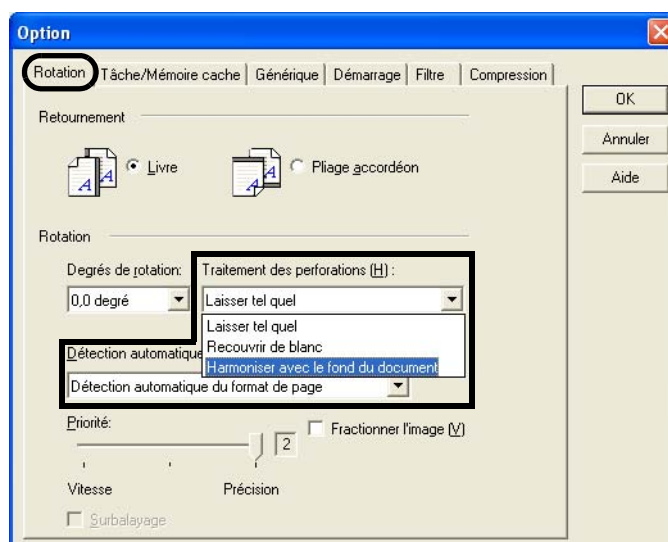 Option
Rotation Tâche/Mémoire cache Générique Démarrage Filtre Compression
OK
Annuler
Aide
Retournement
A A Livre A A Pliage accordéon
Rotation
Degrés de rotation: Traitement des perforations (H) :
0,0 degré Laisser tel quel
Laisser tel quel
Recouvrir de blanc
Harmoniser avec le fond du document
Détection automatique
Détection automatique du format de page
Priorité:
2 Fractionner l'image (V)
Vitesse Précision
Surbalayage